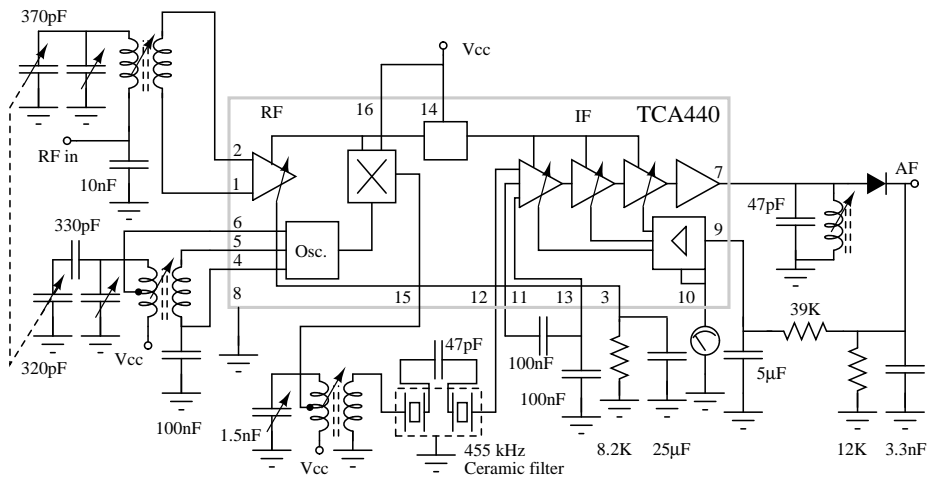 370pF
Vcc
RF
16
14
IF
TCA440
RF in
2
10nF
1
7
AF
47pF
330pF
6
5
Osc.
9
4
8
15
12
11
13
3
10
39K
320pF
Vcc
100nF
47pF
100nF
100nF
5µF
1.5nF
Vcc
455 kHz
Ceramic filter
8.2K
25µF
12K
3.3nF